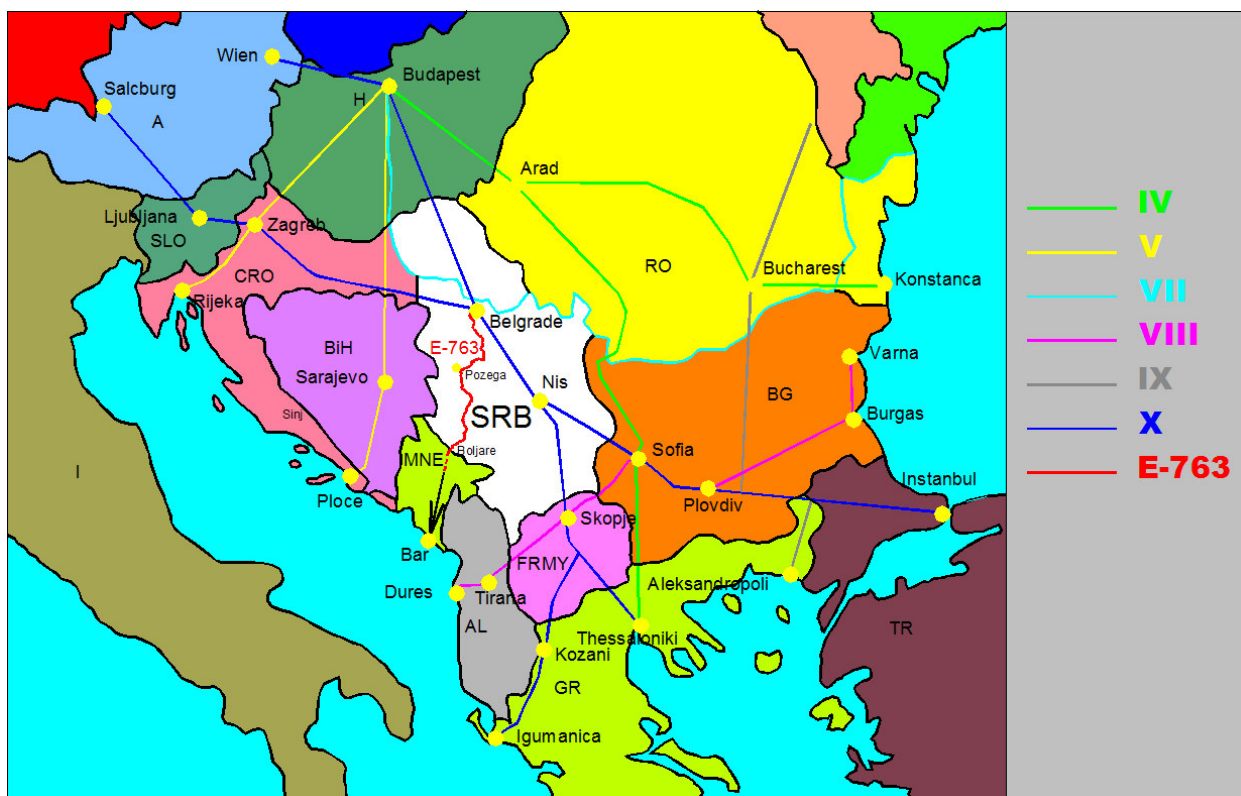 Wien
Budapest
Salcburg
H
A
Arad
Ljubljana
Zagreb
SLO
CRO
RO
Bucharest
Konstanca
Rijeka
Belgrade
BiH
E-763
Varna
Sarajevo
Pozega
Nis
BG
Sinj
SRB
Burgas
MNE
Boljare
Sofia
I
Ploce
Plovdiv
Instanbul
Skopje
Bar
FRMY
Dures
Tirana
Aleksandropoli
AL
Thessaloniki
TR
Kozani
GR
Igumanica
IV
V
VII
VIII
IX
X
E-763